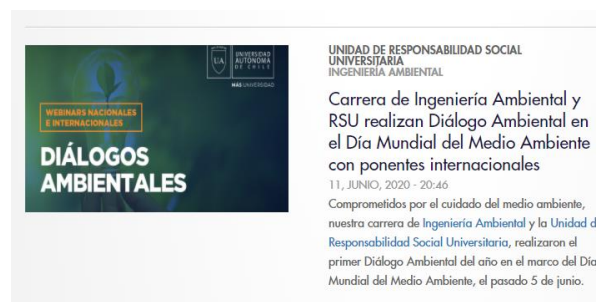 UNIVERSIDAD
AUTÓNOMA
DE CHILE
MÁS UNIVERSIDAD
WEBINARS NACIONALES
E INTERNACIONALES
DIÁLOGOS
AMBIENTALES
UNIDAD DE RESPONSABILIDAD SOCIAL
UNIVERSITARIA
INGENIERÍA AMBIENTAL
Carrera de Ingeniería Ambiental y
RSU realizan Diálogo Ambiental en
el Día Mundial del Medio Ambiente
con ponentes internacionales
11, JUNIO, 2020 - 20:46
Comprometidos por el cuidado del medio ambiente,
nuestra carrera de Ingeniería Ambiental y la Unidad d
Responsabilidad Social Universitaria, realizaron el
primer Diálogo Ambiental del año en el marco del Día
Mundial del Medio Ambiente, el pasado 5 de junio.